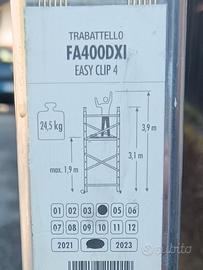 TRABATTELLO
FA400DXI
EASY CLIP 4
24,5 kg
3,9 m
3,1 m
max. 1,9 m
01 02 03 05 06
07 08 09 10 11 12
2021 2023
subito